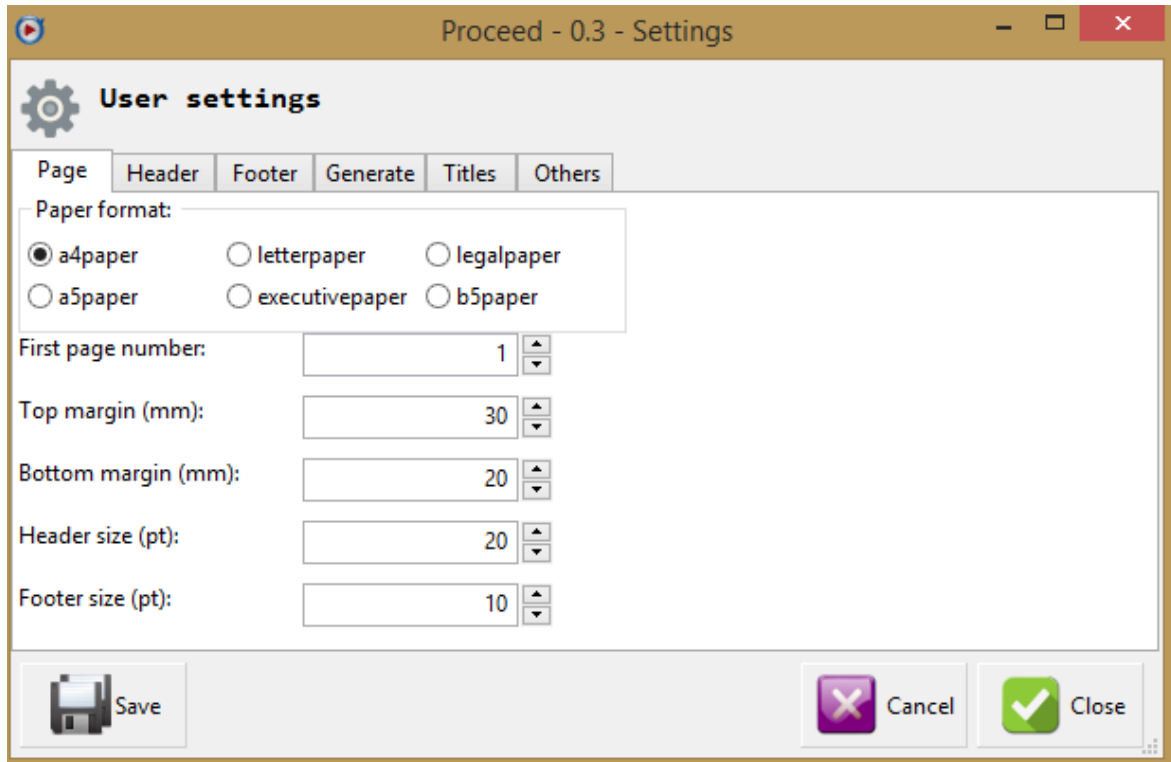 Proceed - 0.3 - Settings
User settings
Page Header Footer Generate Titles Others
Paper format:
a4paper letterpaper legalpaper
a5paper executivepaper b5paper
First page number: 1
Top margin (mm): 30
Bottom margin (mm): 20
Header size (pt): 20
Footer size (pt): 10
Save Cancel Close